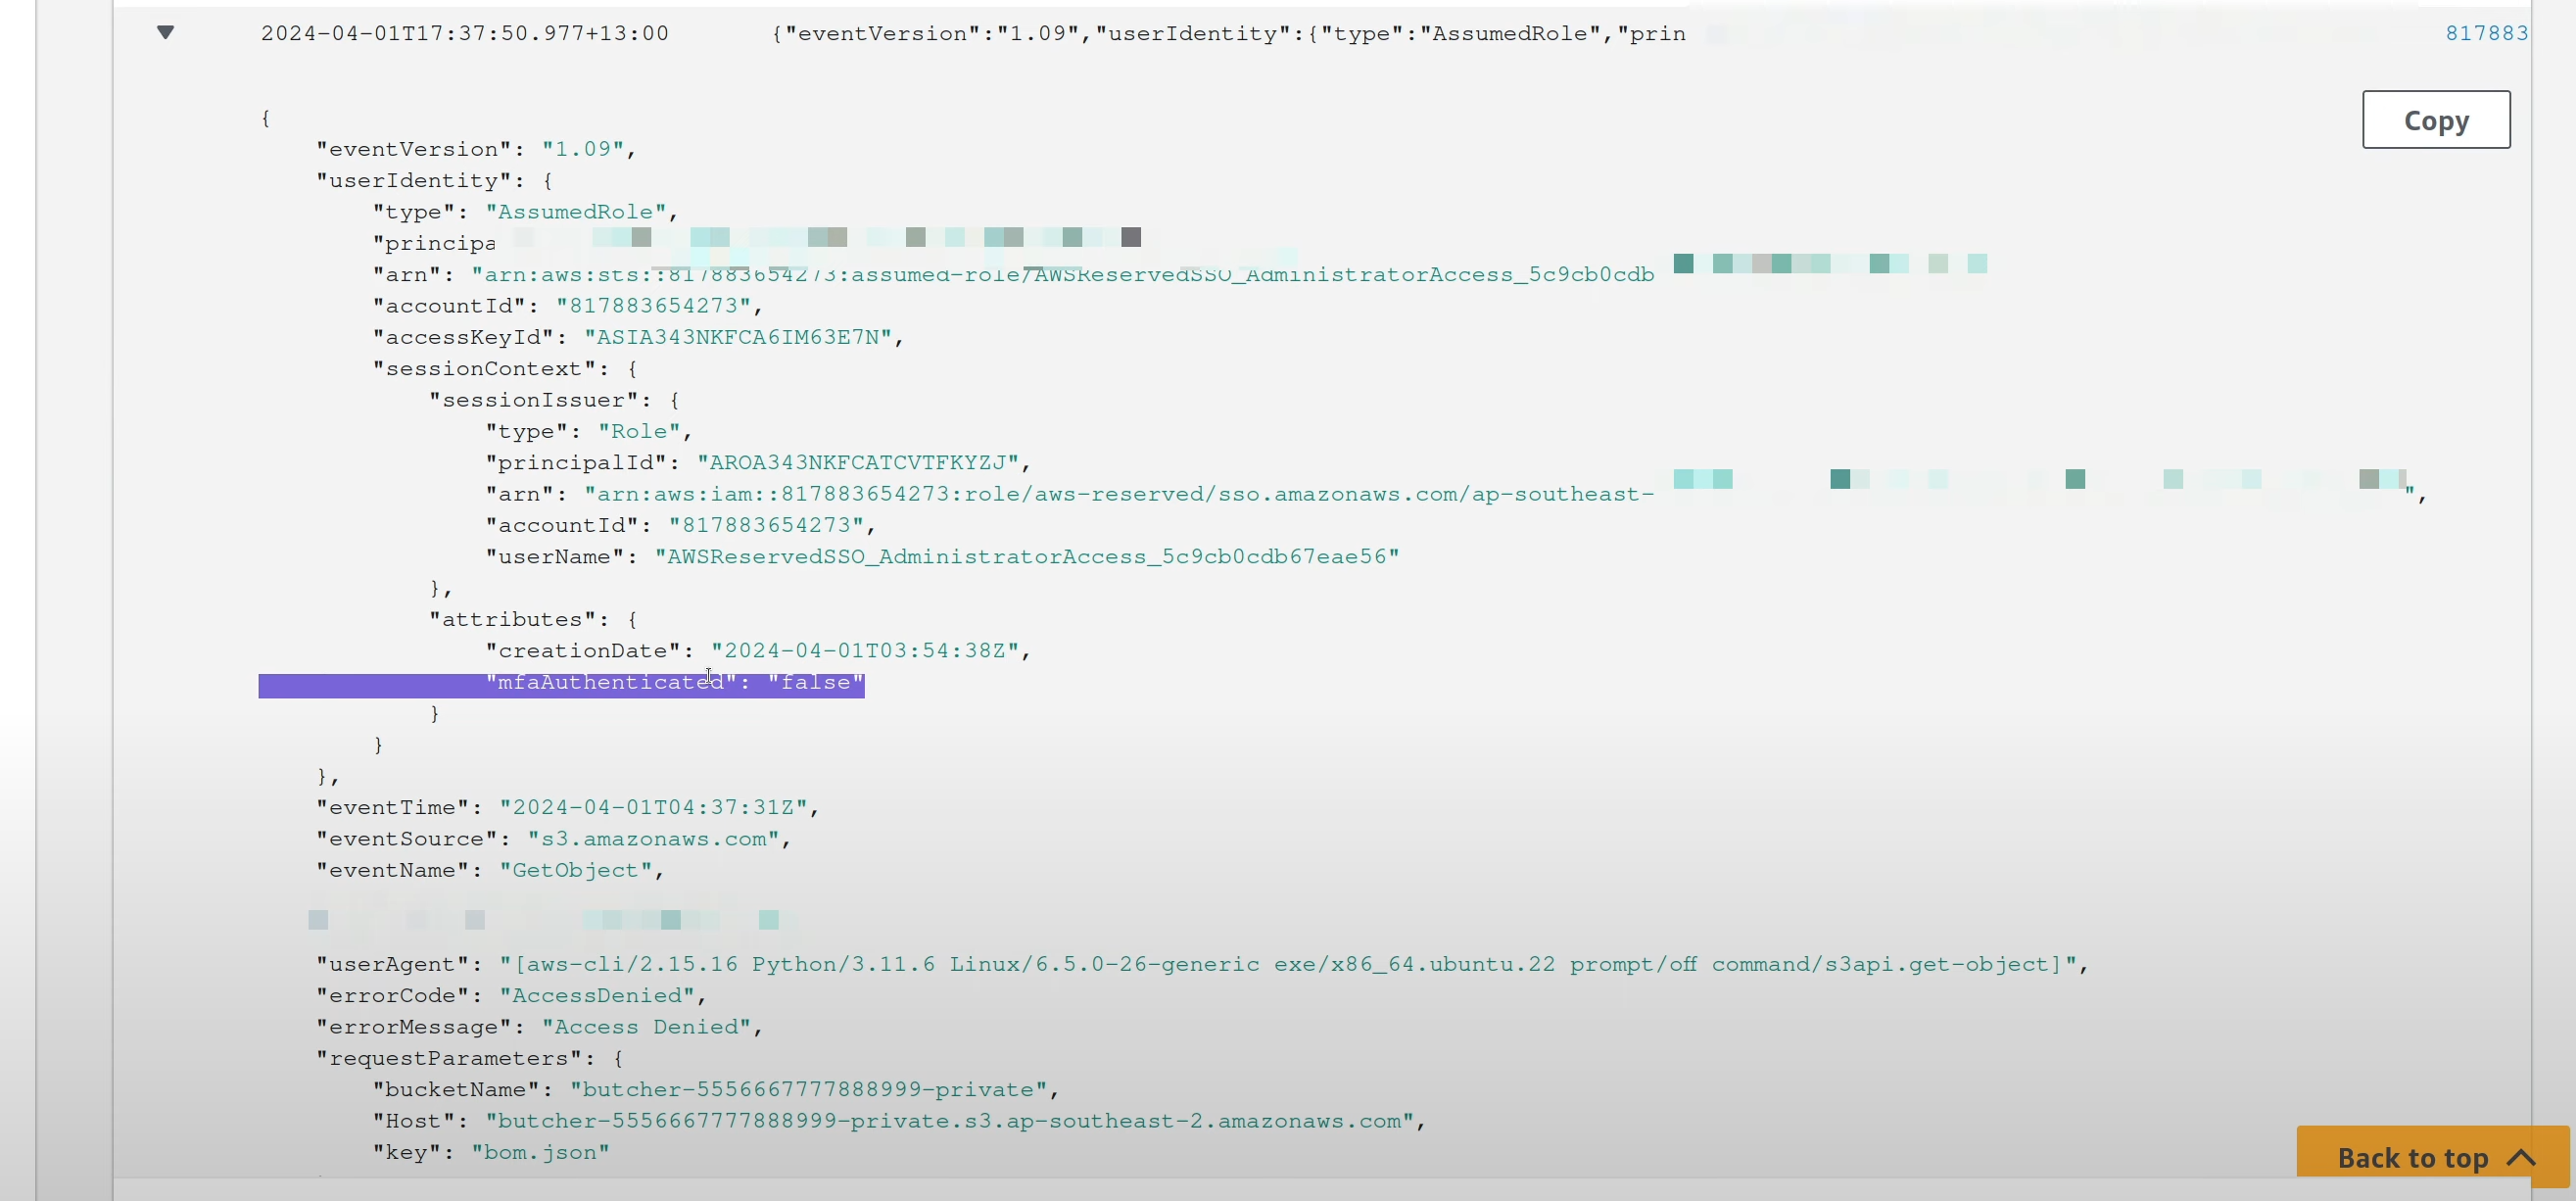 2024-04-01T17:37:50.977+13:00 {"eventVersion":"1.09","userIdentity":{"type":"AssumedRole","prin 817883
{
Copy
"eventVersion": "1.09",
"userIdentity": {
"type": "AssumedRole",
"principa
"arn": "arn:aws:sts::817883654273:assumed-role/AWSReservedSSO_AdministratorAccess_5c9cb0cdb
"accountId": "817883654273",
"accessKeyId": "ASIA343NKFCA6IM63E7N",
"sessionContext": {
"sessionIssuer": {
"type": "Role",
"principalId": "AROA343NKFCATCVTFKYZJ",
"arn": "arn:aws:iam::817883654273:role/aws-reserved/sso.amazonaws.com/ap-southeast- ",
"accountId": "817883654273",
"userName": "AWSReservedSSO_AdministratorAccess_5c9cb0cdb67eae56"
},
"attributes": {
"creationDate": "2024-04-01T03:54:38Z",
"mfaAuthenticated": "false"
}
}
},
"eventTime": "2024-04-01T04:37:31Z",
"eventSource": "s3.amazonaws.com",
"eventName": "GetObject",
"userAgent": "[aws-cli/2.15.16 Python/3.11.6 Linux/6.5.0-26-generic exe/x86_64.ubuntu.22 prompt/off command/s3api.get-object]",
"errorCode": "AccessDenied",
"errorMessage": "Access Denied",
"requestParameters": {
"bucketName": "butcher-5556667777888999-private",
"Host": "butcher-5556667777888999-private.s3.ap-southeast-2.amazonaws.com",
"key": "bom.json"
Back to top